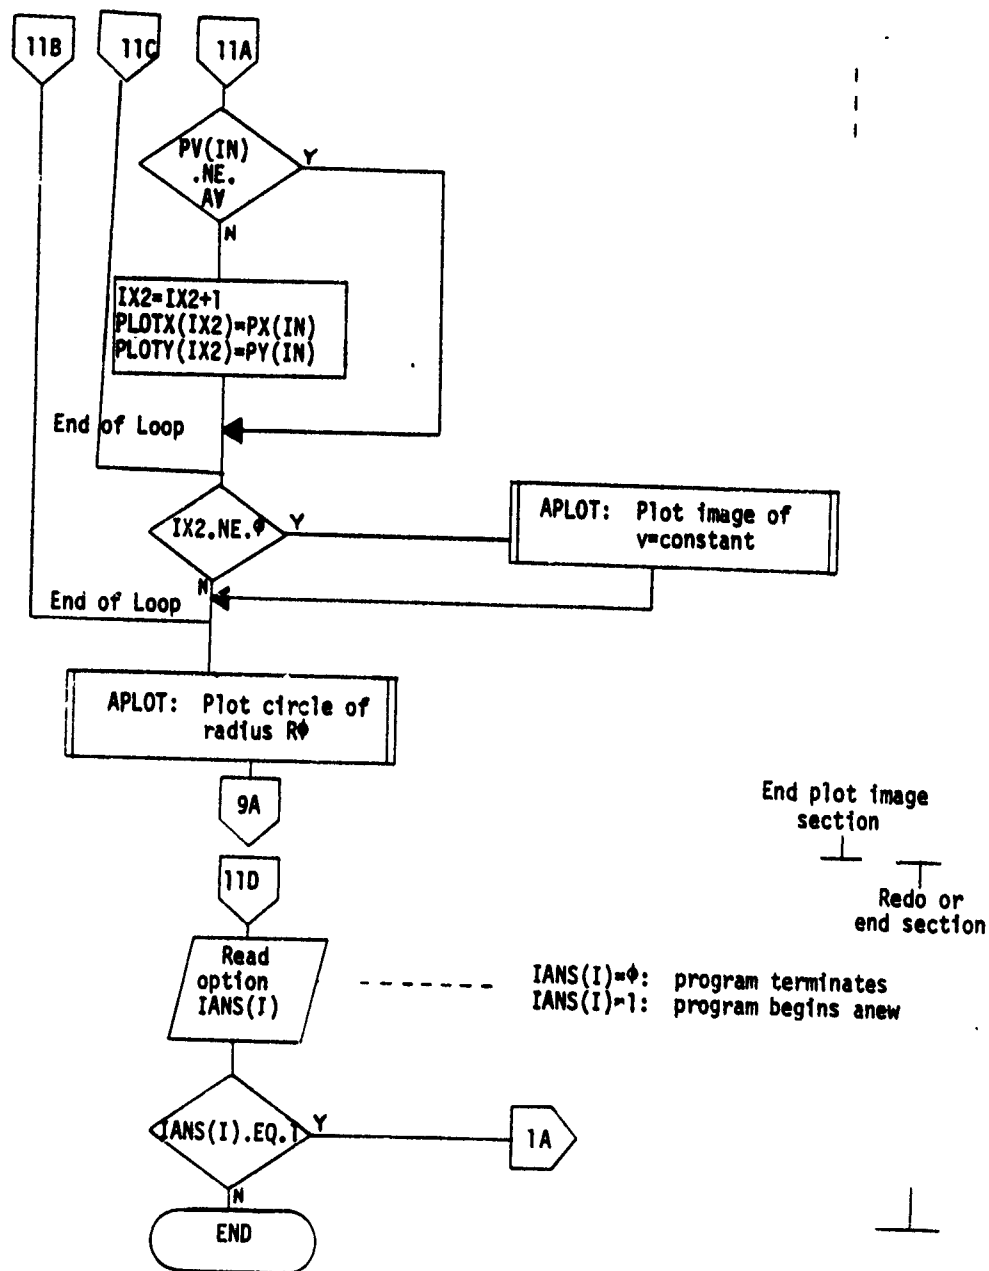 11B
11C
11A
PV(IN)
.NE.
AV
Y
N
IX2=IX2+1
PLOTX(IX2)=PX(IN)
PLOTY(IX2)=PY(IN)
End of Loop
IX2.NE.ϕ
Y
N
APLOT: Plot image of
v=constant
End of Loop
APLOT: Plot circle of
radius Rϕ
9A
End plot image
section
11D
Redo or
end section
Read
option
IANS(I)
IANS(I)=ϕ: program terminates
IANS(I)=1: program begins anew
IANS(I).EQ.1
Y
1A
N
END